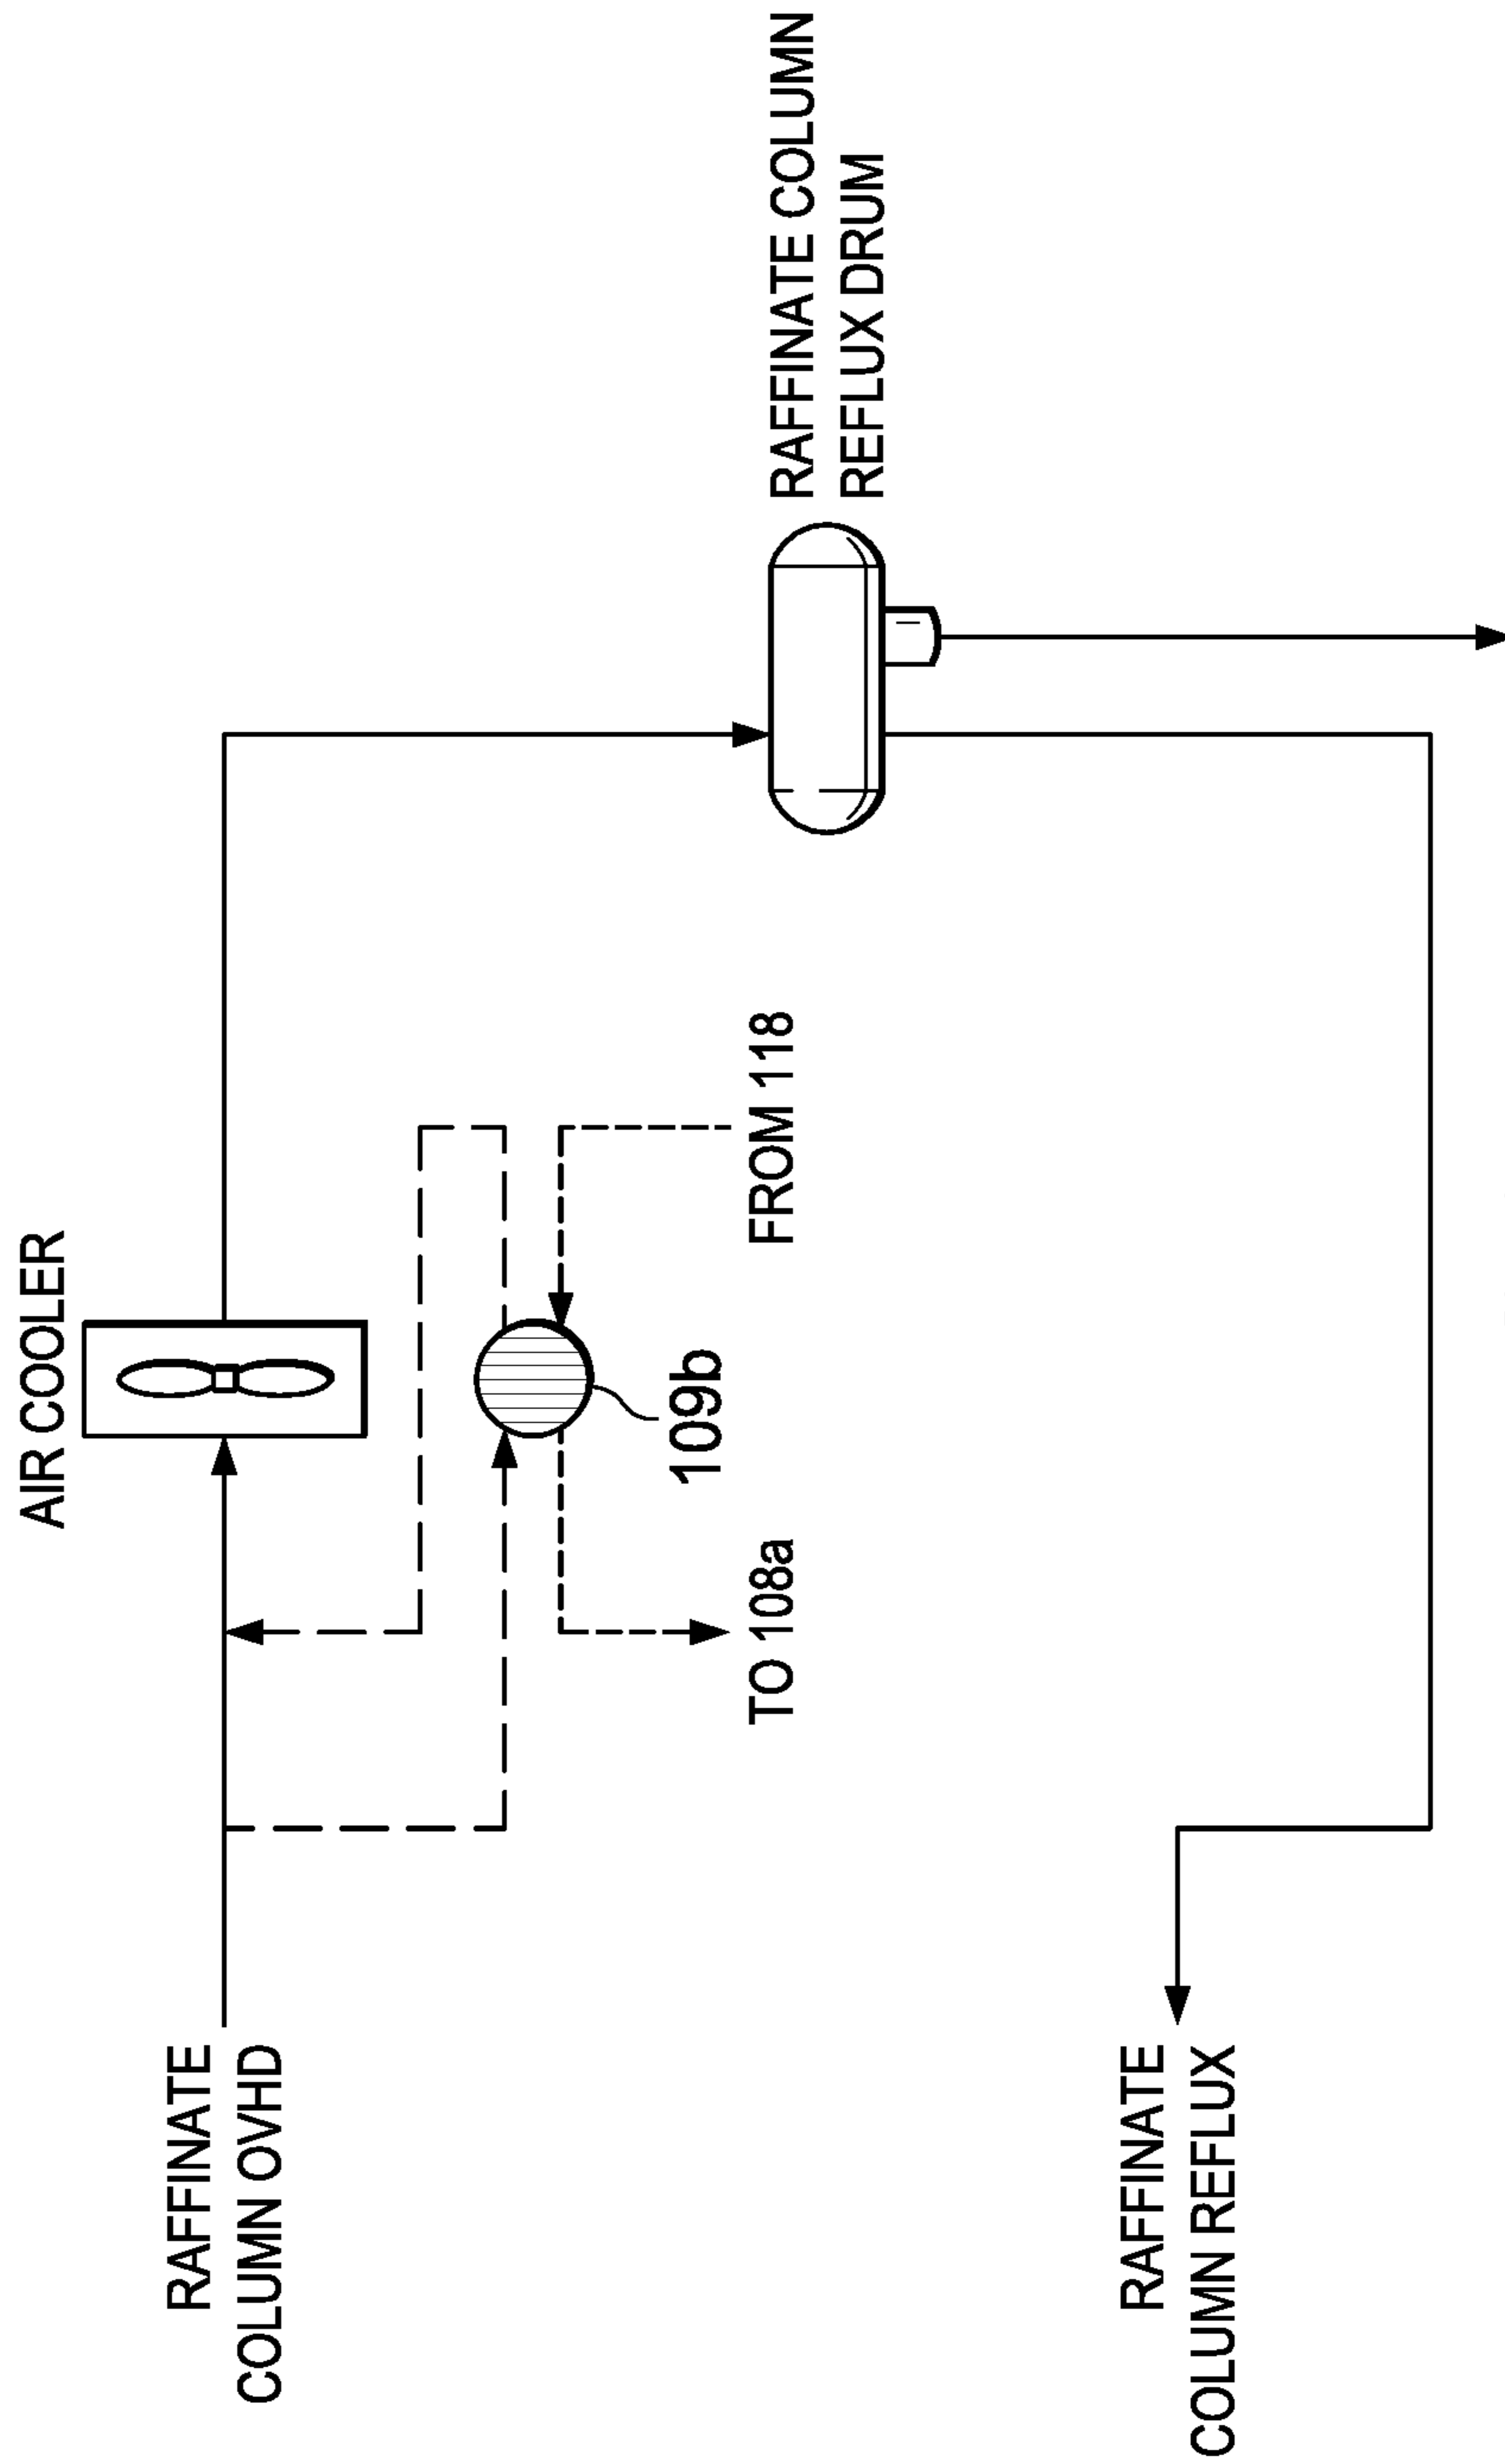 AIR COOLER
RAFFINATE
COLUMN OVHD
109b
TO 108a
FROM 118
RAFFINATE COLUMN
REFLUX DRUM
RAFFINATE
COLUMN REFLUX